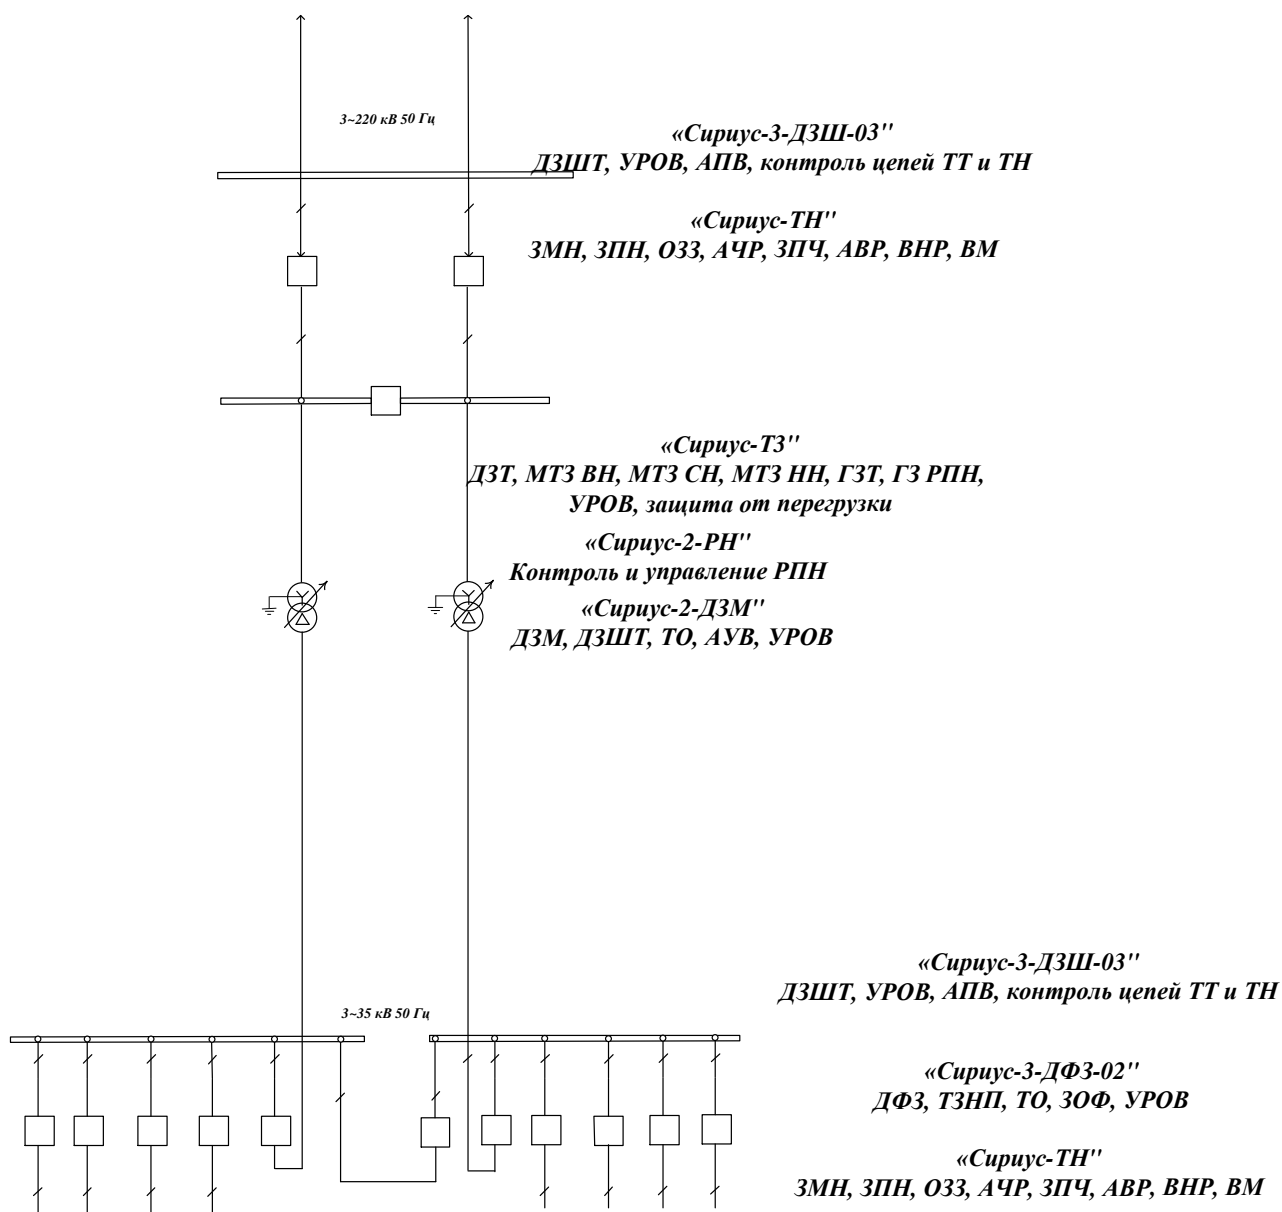 3~220 кВ 50 Гц
«Сириус-3-ДЗШ-03"
ДЗШТ, УРОВ, АПВ, контроль цепей ТТ и ТН
«Сириус-ТН"
ЗМН, ЗПН, ОЗЗ, АЧР, ЗПЧ, АВР, ВНР, ВМ
«Сириус-Т3"
ДЗТ, МТЗ ВН, МТЗ СН, МТЗ НН, ГЗТ, ГЗ РПН,
УРОВ, защита от перегрузки
«Сириус-2-РН"
Контроль и управление РПН
«Сириус-2-ДЗМ"
ДЗМ, ДЗШТ, ТО, АУВ, УРОВ
«Сириус-3-ДЗШ-03"
ДЗШТ, УРОВ, АПВ, контроль цепей ТТ и ТН
3~35 кВ 50 Гц
«Сириус-3-ДФЗ-02"
ДФЗ, ТЗНП, ТО, ЗОФ, УРОВ
«Сириус-ТН"
ЗМН, ЗПН, ОЗЗ, АЧР, ЗПЧ, АВР, ВНР, ВМ